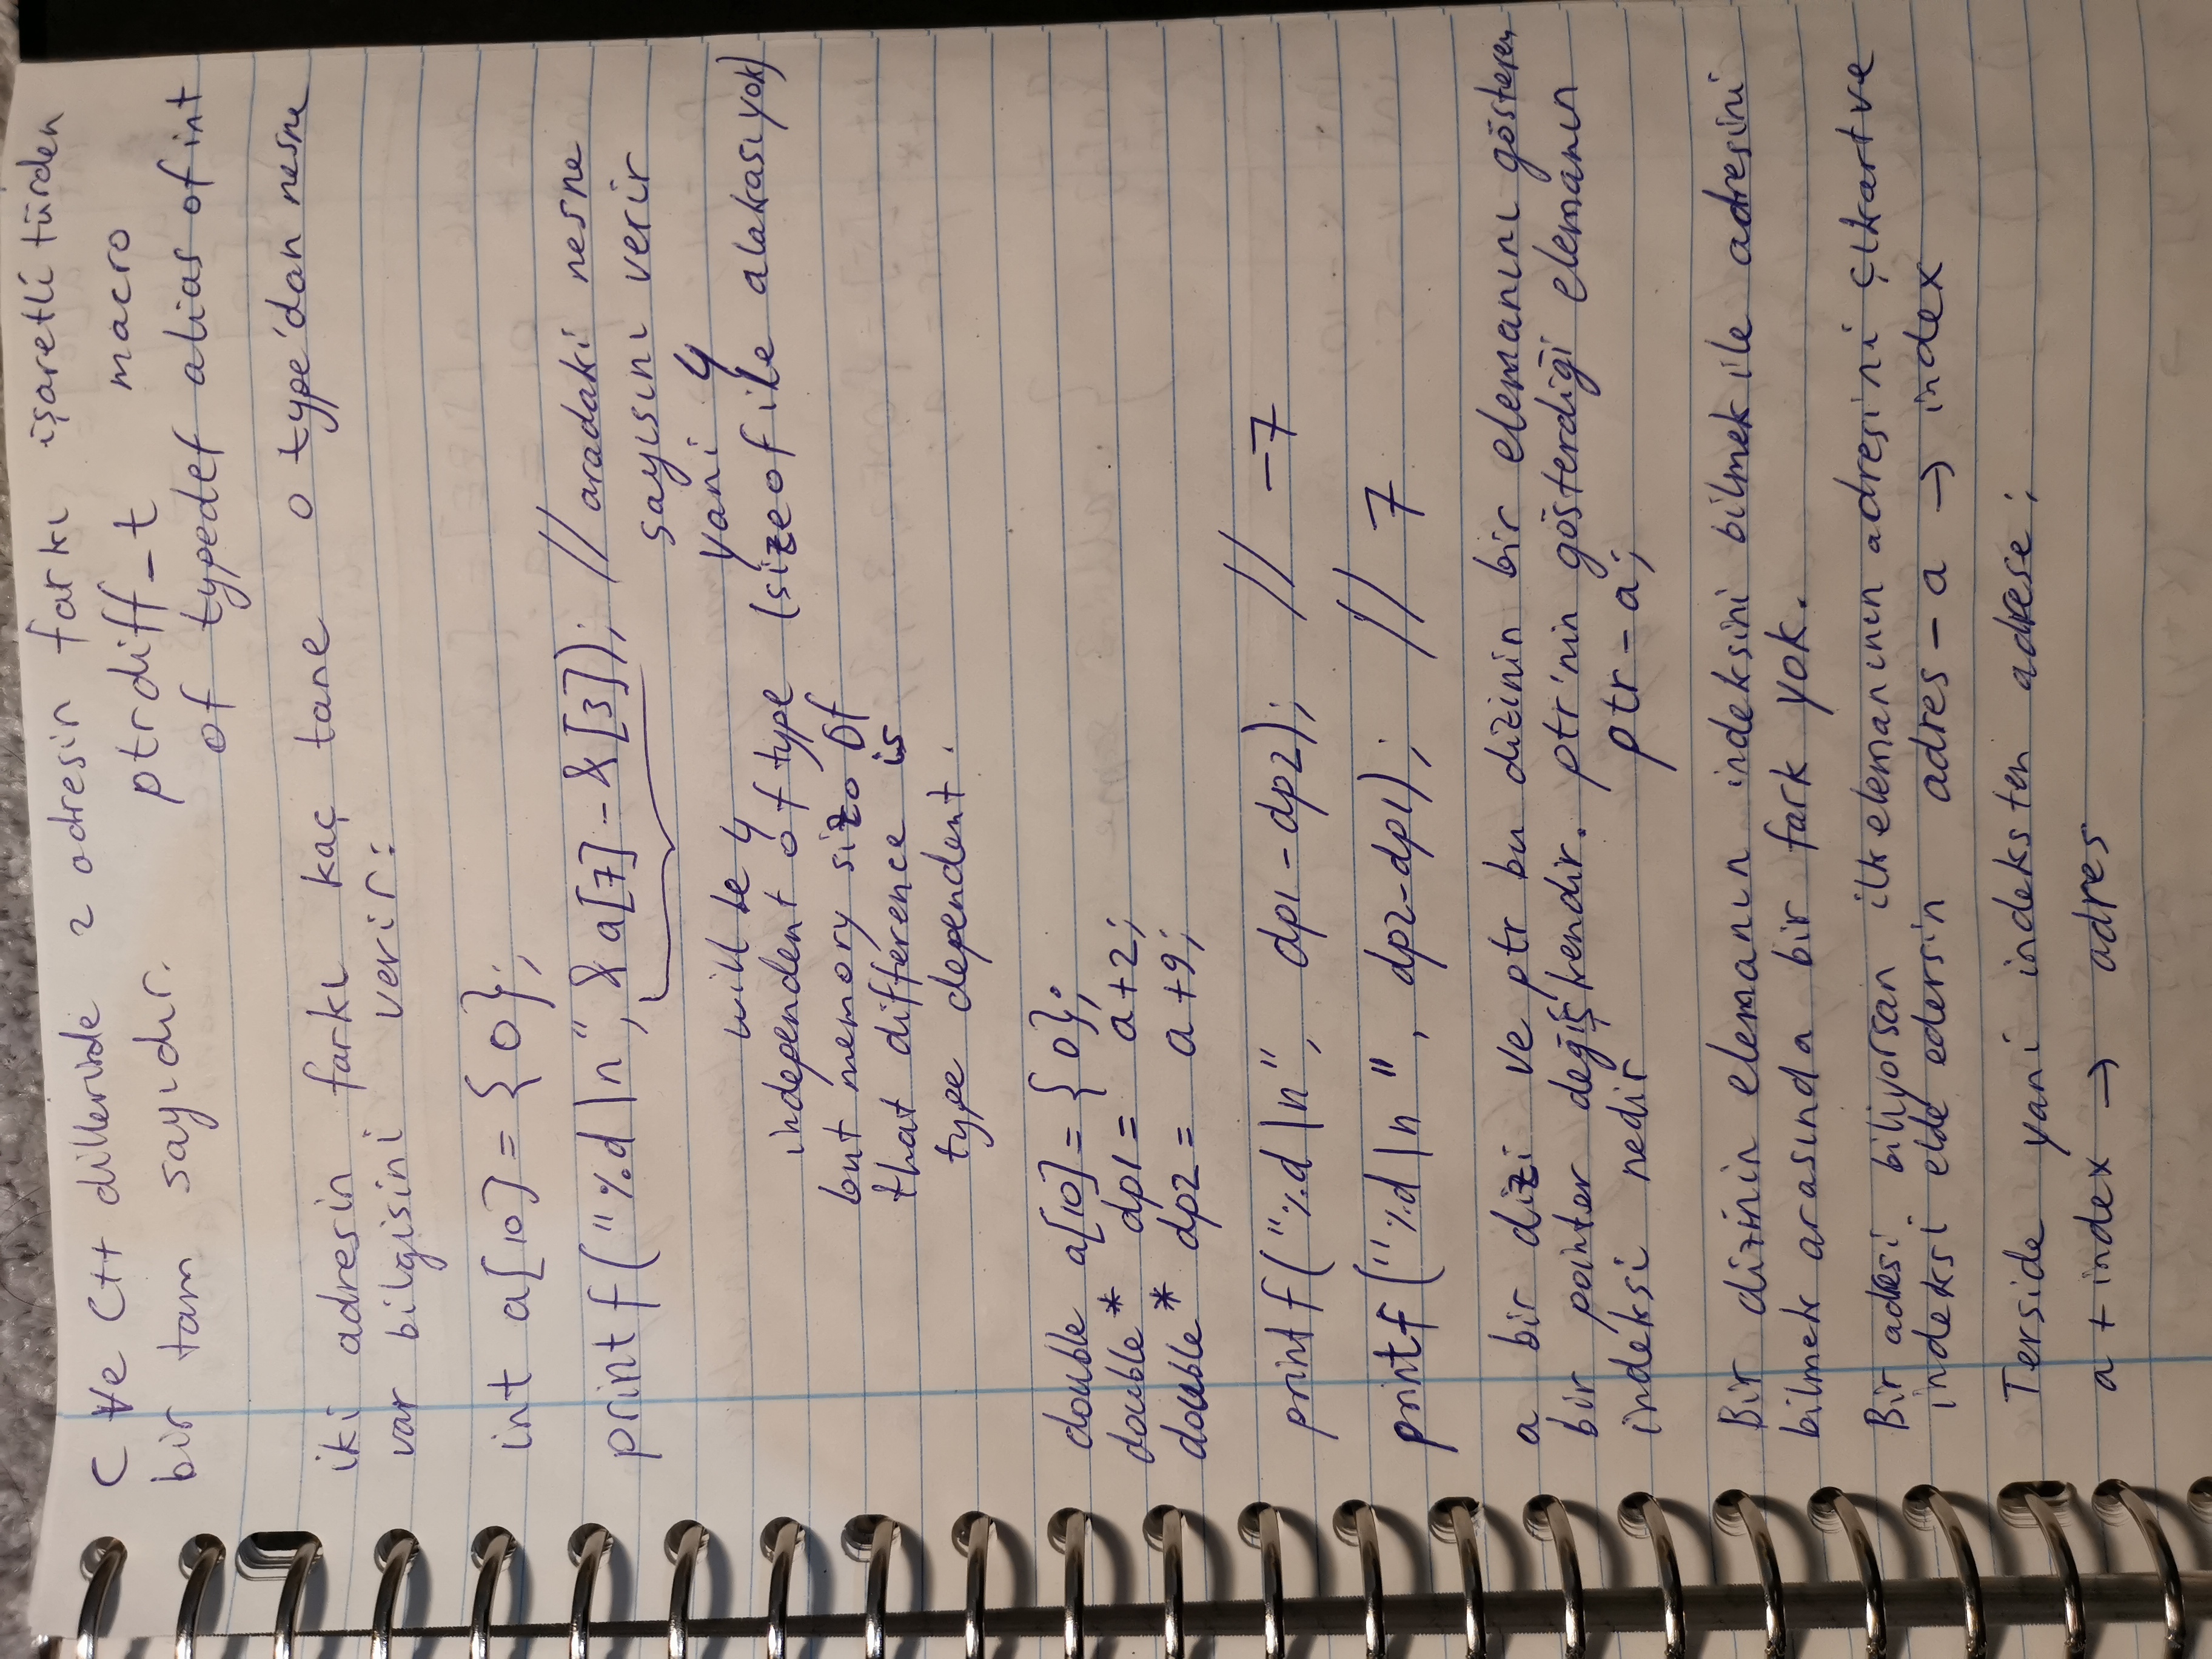 C ve C++ dillerinde 2 adresin farkı işaretli türden
bir tam sayıdır. ptrdiff_t macro
of typedef alias of int
iki adresin farkı kaç tane o type'dan nesne
var bilgisini verir:
int a[10] = {0};
printf("%d\n", &a[7]-&[3]); // aradaki nesne
sayısını verir
yani 4
(sizeof ile alakası yok)
will be 4
independent of type
but memory size of
that difference is
type dependent.
double a[10] = {0};
double* dp1 = a+2;
double* dp2 = a+9;
printf("%d\n", dp1-dp2); // -7
printf("%d\n", dp2-dp1); // 7
a bir dizi ve ptr bu dizinin bir elemanını gösteren
bir pointer değişkendir. ptr'nin gösterdiği elemanın
indeksi nedir ptr-a;
Bir dizinin elemanın indeksini bilmek ile adresini
bilmek arasında bir fark yok.
Bir adresi biliyorsan ilk elemanının adresini çıkart ve
indeksi elde edersin adres - a → index
Terside yani indeksten adrese;
a + index → adres